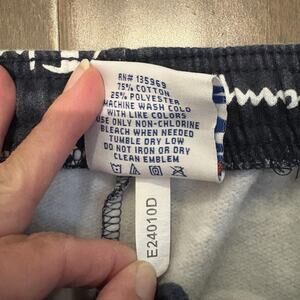 RN# 135969
75% COTTON
25% POLYESTER
MACHINE WASH COLD
WITH LIKE COLORS
USE ONLY NON-CHLORINE
BLEACH WHEN NEEDED
TUMBLE DRY LOW
DO NOT IRON OR DRY
CLEAN EMBLEM
E24010D